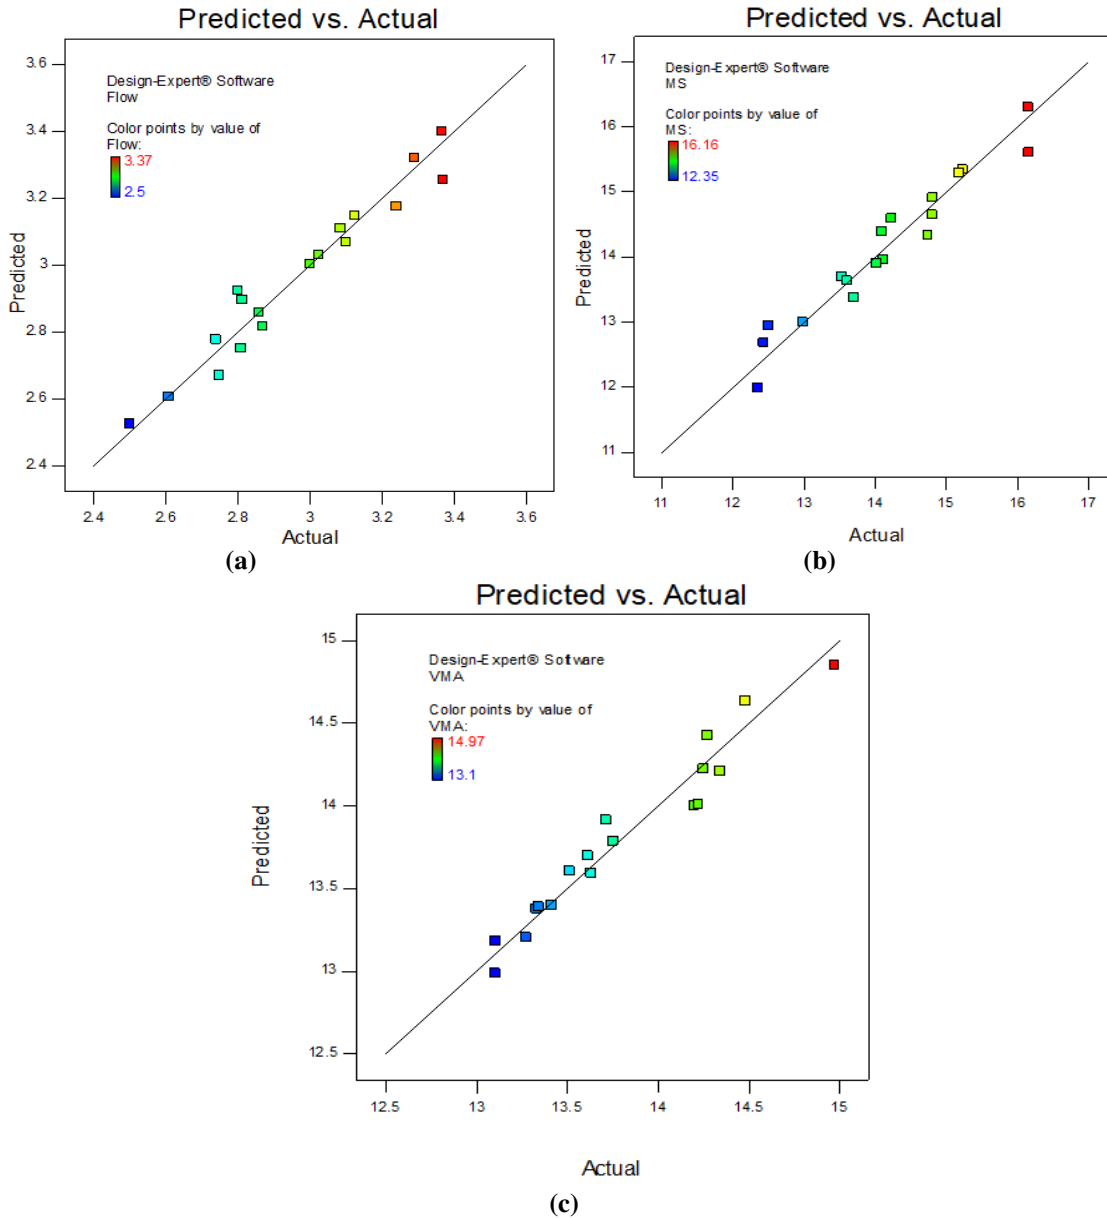 Predicted vs. Actual
Design-Expert® Software
Flow
Color points by value of
Flow:
3.37
2.5
3.6
3.4
3.2
3
2.8
2.6
2.4
Predicted
2.4 2.6 2.8 3 3.2 3.4 3.6
Actual
(a)
Predicted vs. Actual
Design-Expert® Software
MS
Color points by value of
MS:
16.16
12.35
17
16
15
14
13
12
11
Predicted
11 12 13 14 15 16 17
Actual
(b)
Predicted vs. Actual
Design-Expert® Software
VMA
Color points by value of
VMA:
14.97
13.1
15
14.5
14
13.5
13
12.5
Predicted
12.5 13 13.5 14 14.5 15
Actual
(c)